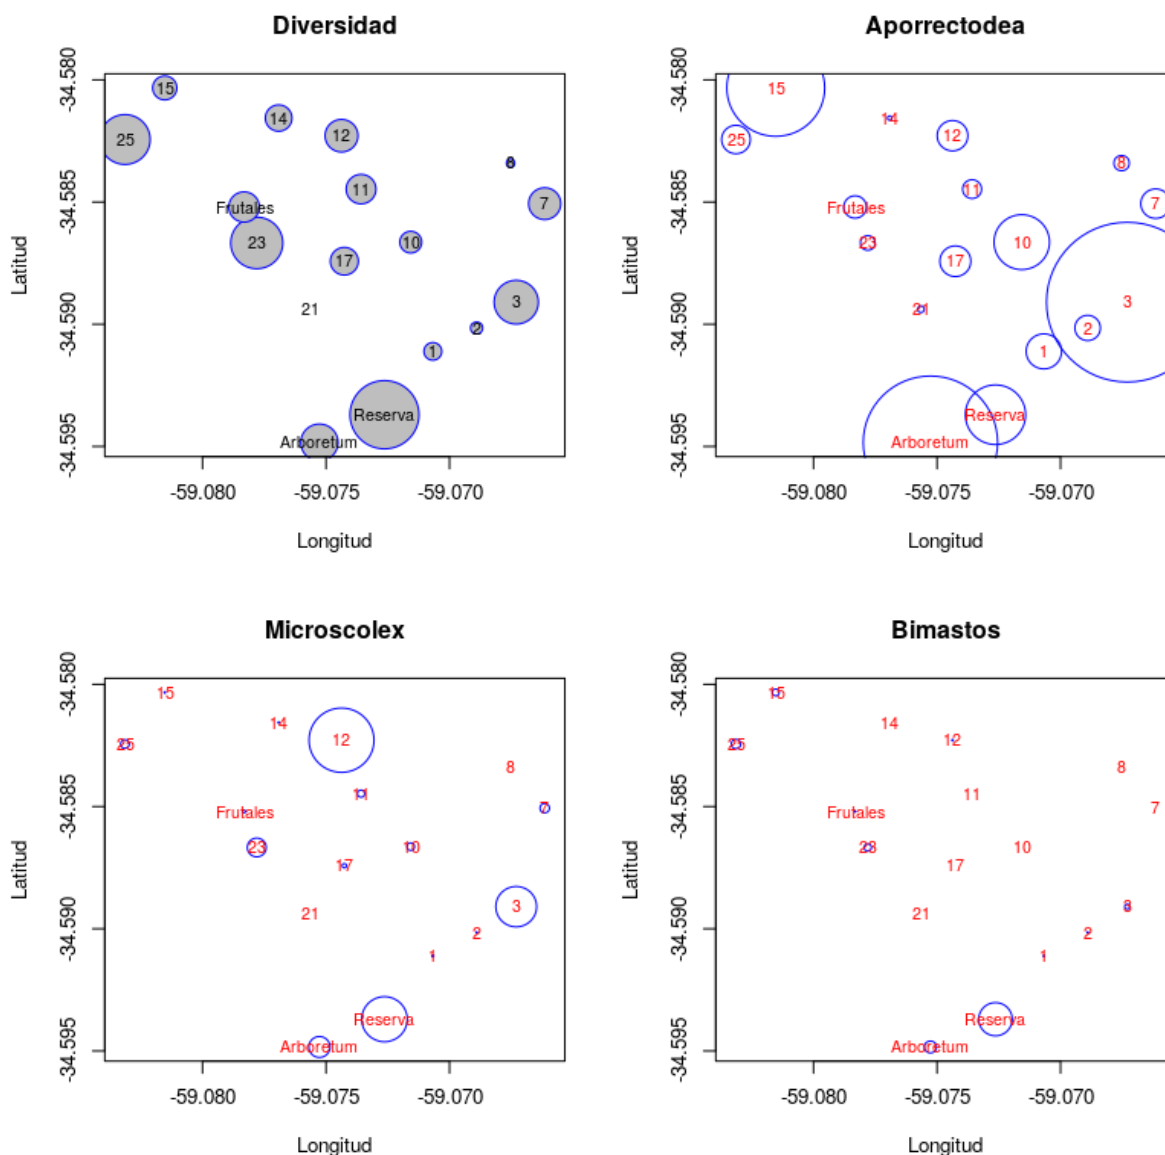 Diversidad
Latitud
-34.580
-34.585
-34.590
-34.595
15
14
12
25
8
11
7
Frutales
23
10
17
21
3
2
1
Reserva
Arboretum
-59.080 -59.075 -59.070
Longitud
Aporrectodea
Latitud
-34.580
-34.585
-34.590
-34.595
15
14
12
25
8
11
7
Frutales
23
10
17
21
3
2
1
Reserva
Arboretum
-59.080 -59.075 -59.070
Longitud
Microscolex
Latitud
-34.580
-34.585
-34.590
-34.595
15
14
12
25
8
11
7
Frutales
23
10
17
21
3
2
1
Reserva
Arboretum
-59.080 -59.075 -59.070
Longitud
Bimastos
Latitud
-34.580
-34.585
-34.590
-34.595
15
14
12
25
8
11
7
Frutales
23
10
17
21
3
2
1
Reserva
Arboretum
-59.080 -59.075 -59.070
Longitud